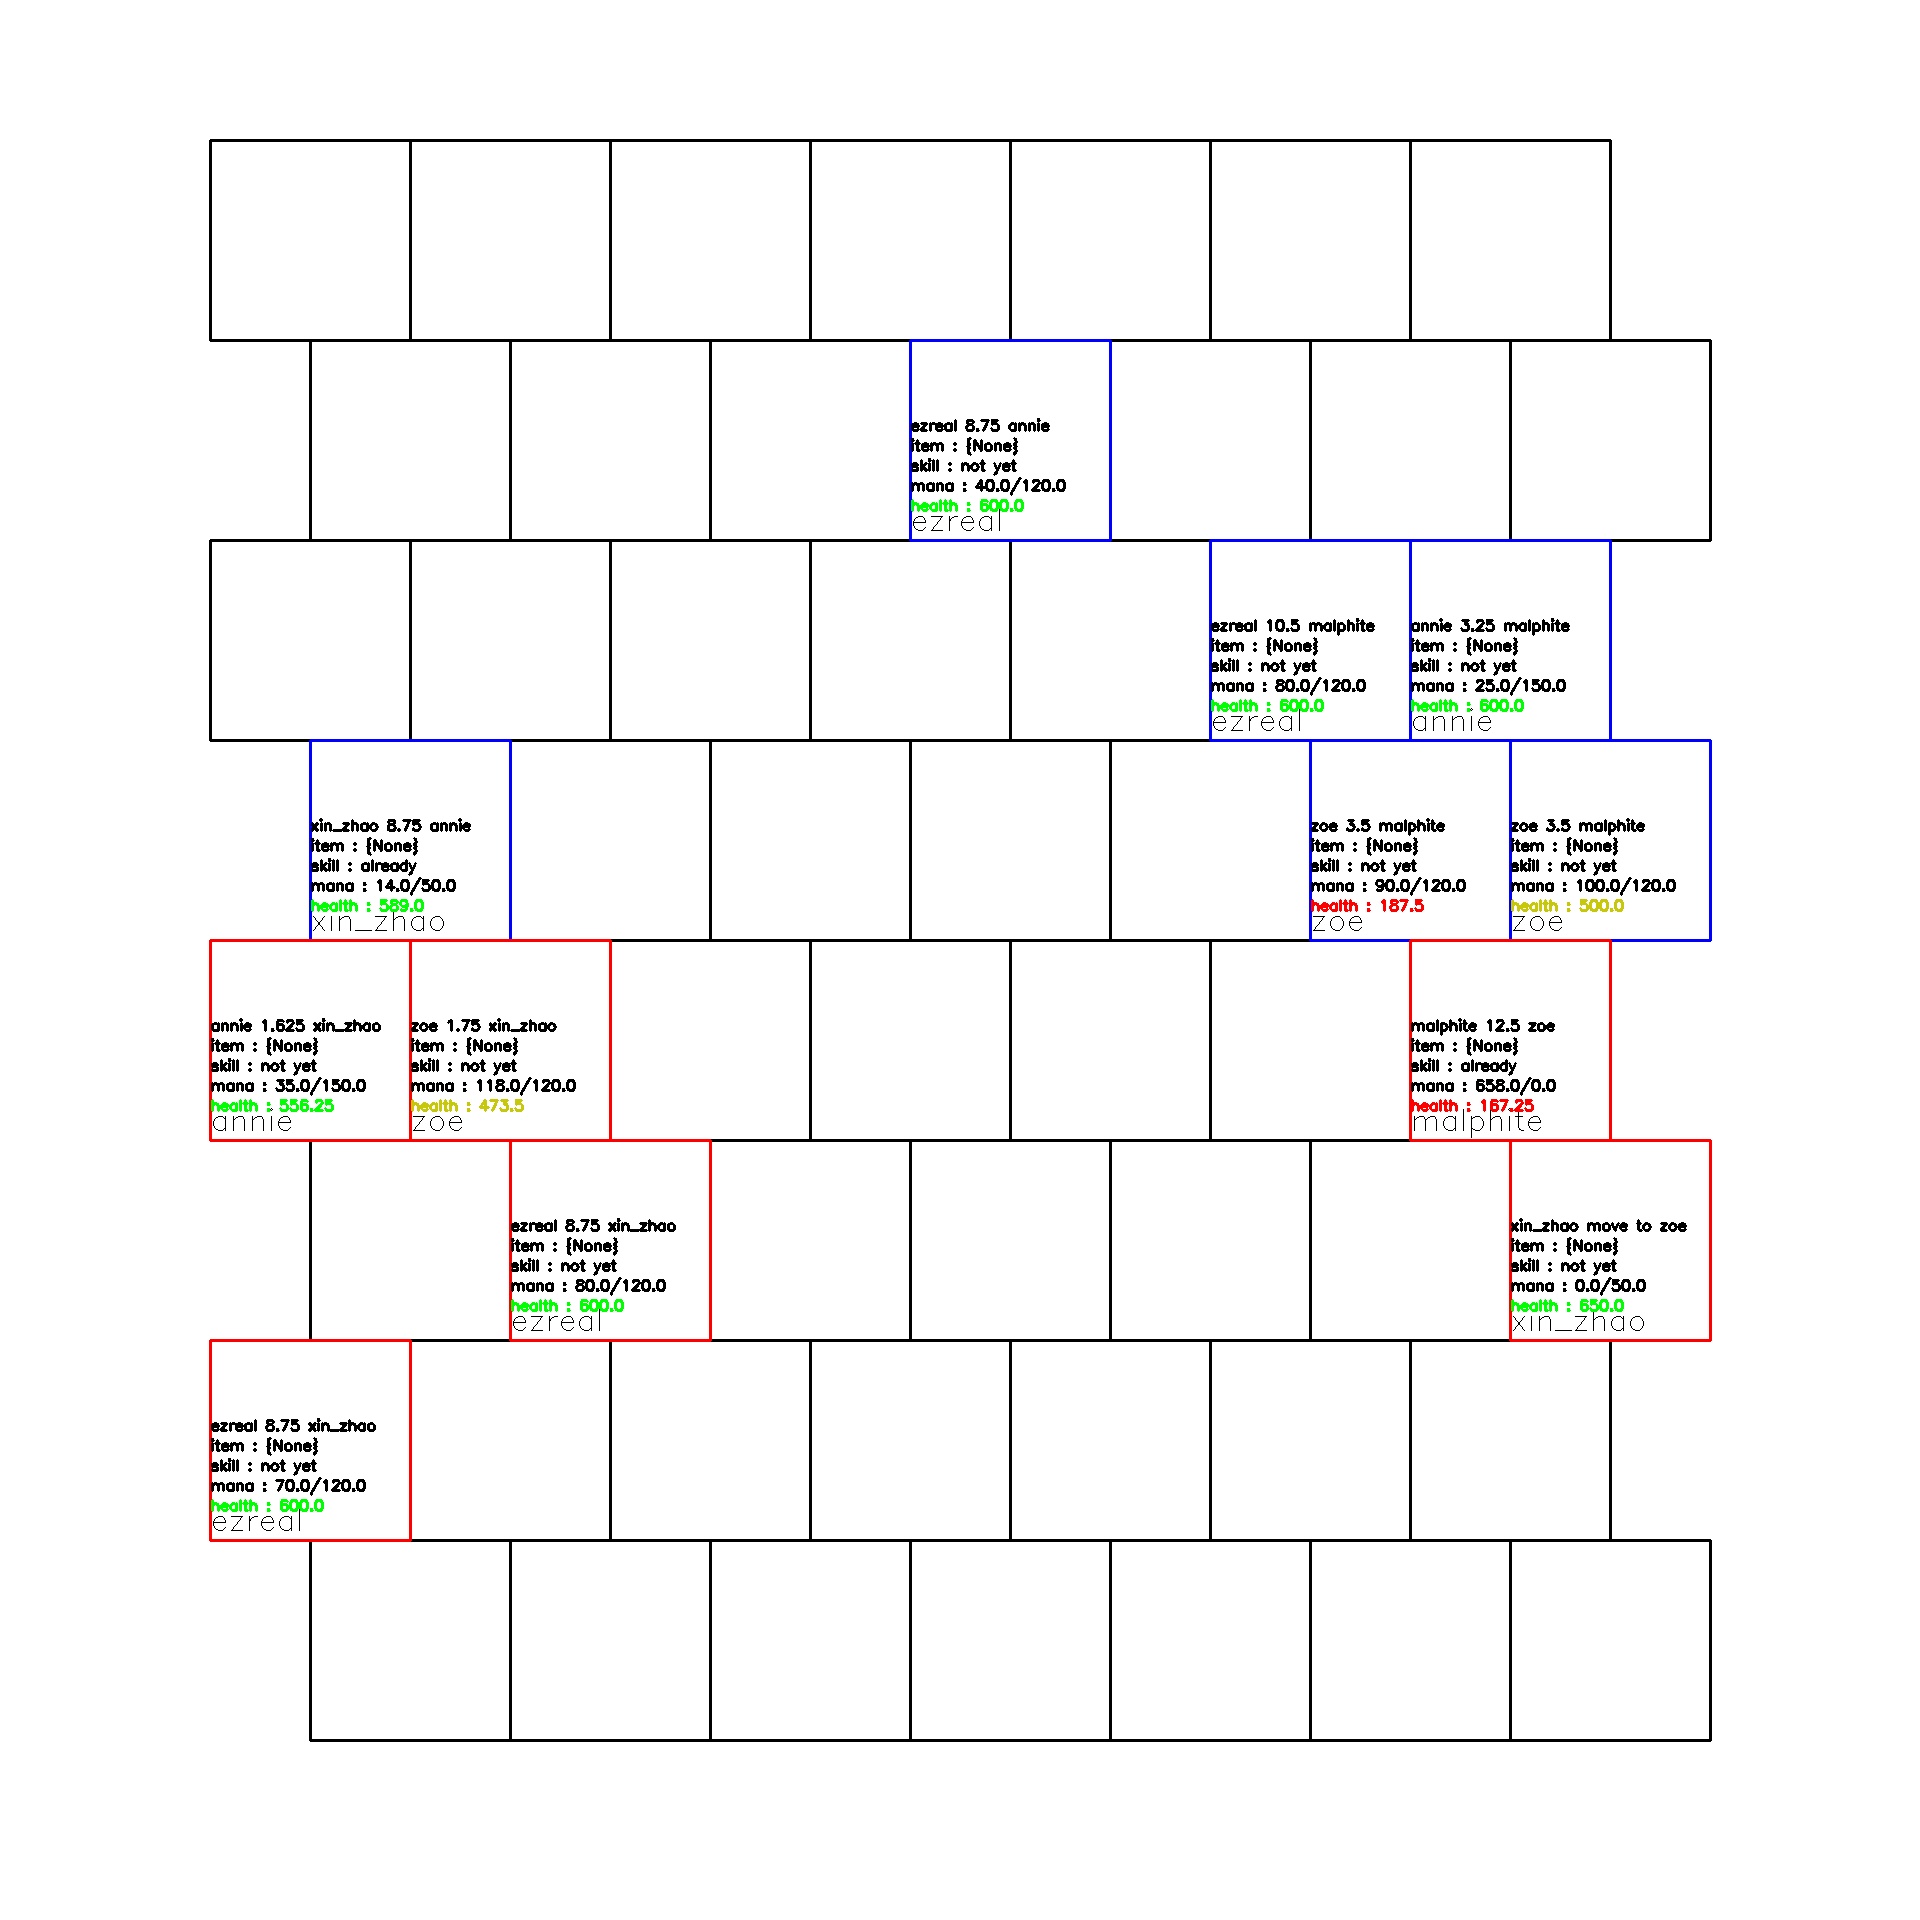 ezreal 8.75 annie
item : {None}
skill : not yet
mana : 40.0/120.0
health : 600.0
ezreal
ezreal 10.5 malphite
item : {None}
skill : not yet
mana : 80.0/120.0
health : 600.0
ezreal
annie 3.25 malphite
item : {None}
skill : not yet
mana : 25.0/150.0
health : 600.0
annie
xin_zhao 8.75 annie
item : {None}
skill : already
mana : 14.0/50.0
health : 589.0
xin_zhao
zoe 3.5 malphite
item : {None}
skill : not yet
mana : 90.0/120.0
health : 187.5
zoe
zoe 3.5 malphite
item : {None}
skill : not yet
mana : 100.0/120.0
health : 500.0
zoe
annie 1.625 xin_zhao
item : {None}
skill : not yet
mana : 35.0/150.0
health : 556.25
annie
zoe 1.75 xin_zhao
item : {None}
skill : not yet
mana : 118.0/120.0
health : 473.5
zoe
malphite 12.5 zoe
item : {None}
skill : already
mana : 658.0/0.0
health : 167.25
malphite
ezreal 8.75 xin_zhao
item : {None}
skill : not yet
mana : 80.0/120.0
health : 600.0
ezreal
xin_zhao move to zoe
item : {None}
skill : not yet
mana : 0.0/50.0
health : 650.0
xin_zhao
ezreal 8.75 xin_zhao
item : {None}
skill : not yet
mana : 70.0/120.0
health : 600.0
ezreal